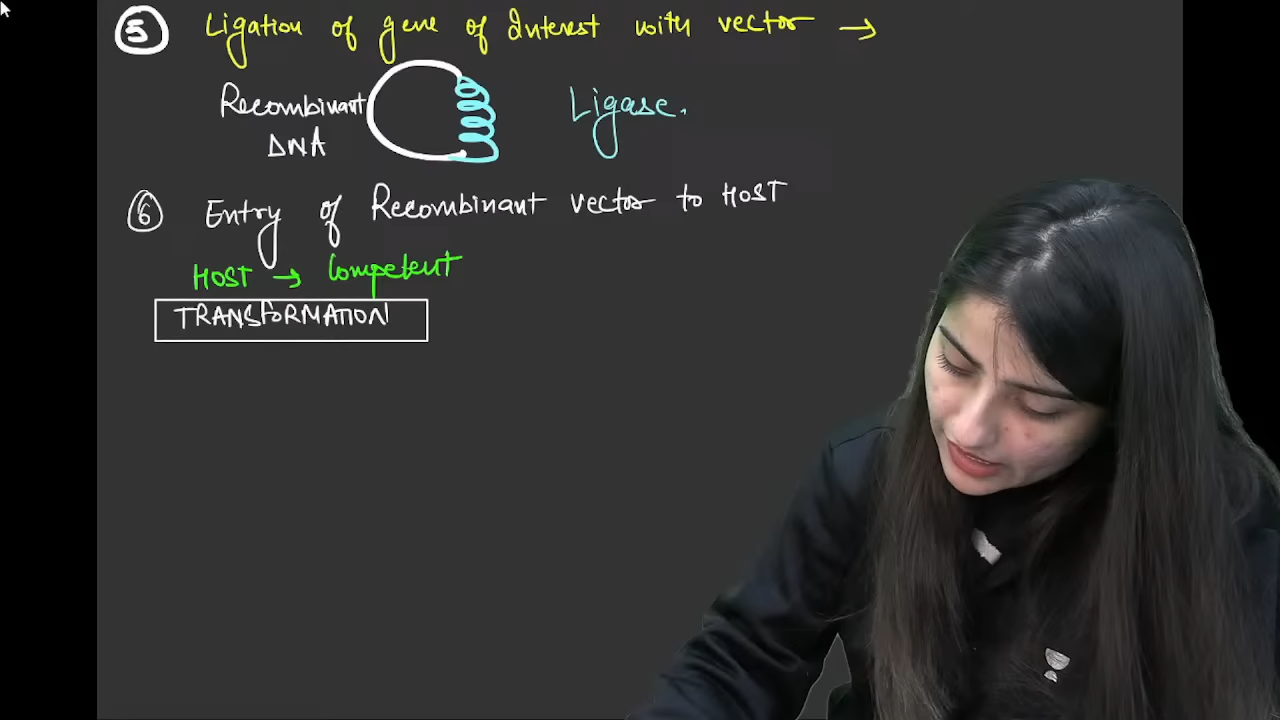 5 Ligation of gene of Interest with vector →
Recombinant
DNA
Ligase.
6 Entry of Recombinant vector to HOST
HOST → Competent
TRANSFORMATION